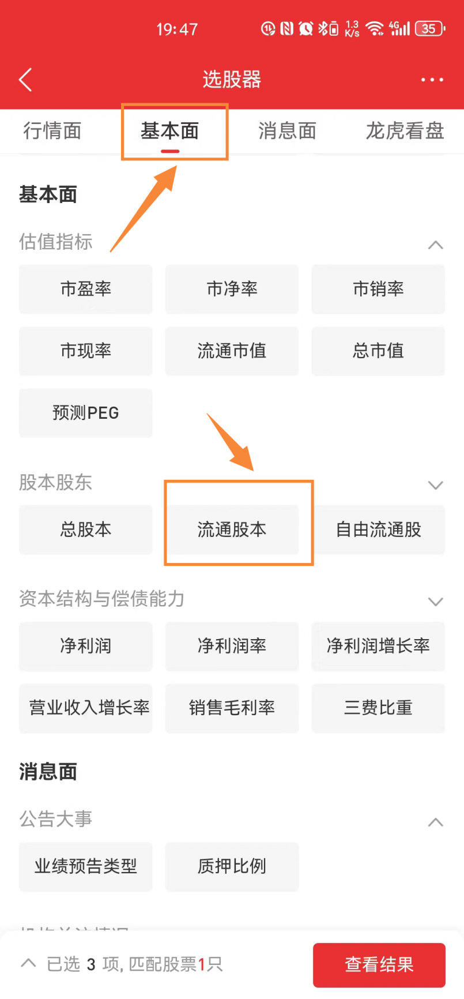 19:47 1.3 K/s 4G 35
选股器
行情面 基本面 消息面 龙虎看盘
基本面
估值指标
市盈率 市净率 市销率
市现率 流通市值 总市值
预测PEG
股本股东
总股本 流通股本 自由流通股
资本结构与偿债能力
净利润 净利润率 净利润增长率
营业收入增长率 销售毛利率 三费比重
消息面
公告大事
业绩预告类型 质押比例
已选 3 项, 匹配股票1只 查看结果